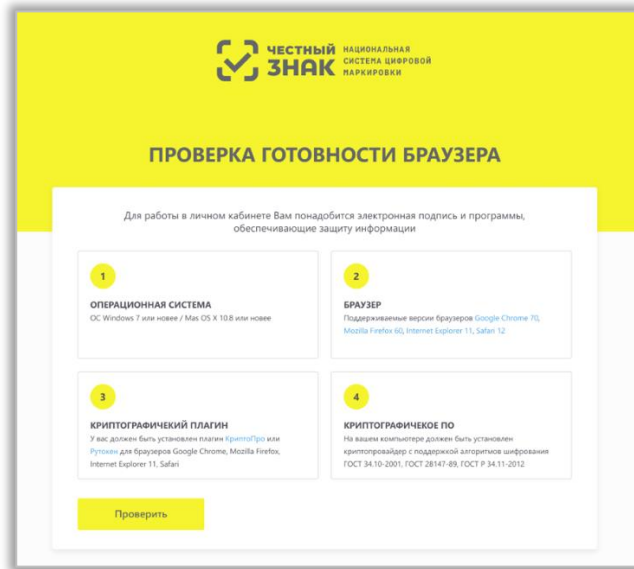 ЧЕСТНЫЙ
ЗНАК
НАЦИОНАЛЬНАЯ
СИСТЕМА ЦИФРОВОЙ
МАРКИРОВКИ
ПРОВЕРКА ГОТОВНОСТИ БРАУЗЕРА
Для работы в личном кабинете Вам понадобится электронная подпись и программы,
обеспечивающие защиту информации
1
ОПЕРАЦИОННАЯ СИСТЕМА
ОС Windows 7 или новее / Mas OS X 10.8 или новее
2
БРАУЗЕР
Поддерживаемые версии браузеров Google Chrome 70,
Mozilla Firefox 60, Internet Explorer 11, Safari 12
3
КРИПТОГРАФИЧЕКИЙ ПЛАГИН
У вас должен быть установлен плагин КриптоПро или
Рутокен для браузеров Google Chrome, Mozilla Firefox,
Internet Explorer 11, Safari
4
КРИПТОГРАФИЧЕКОЕ ПО
На вашем компьютере должен быть установлен
криптопровайдер с поддержкой алгоритмов шифрования
ГОСТ 34.10-2001, ГОСТ 28147-89, ГОСТ Р 34.11-2012
Проверить